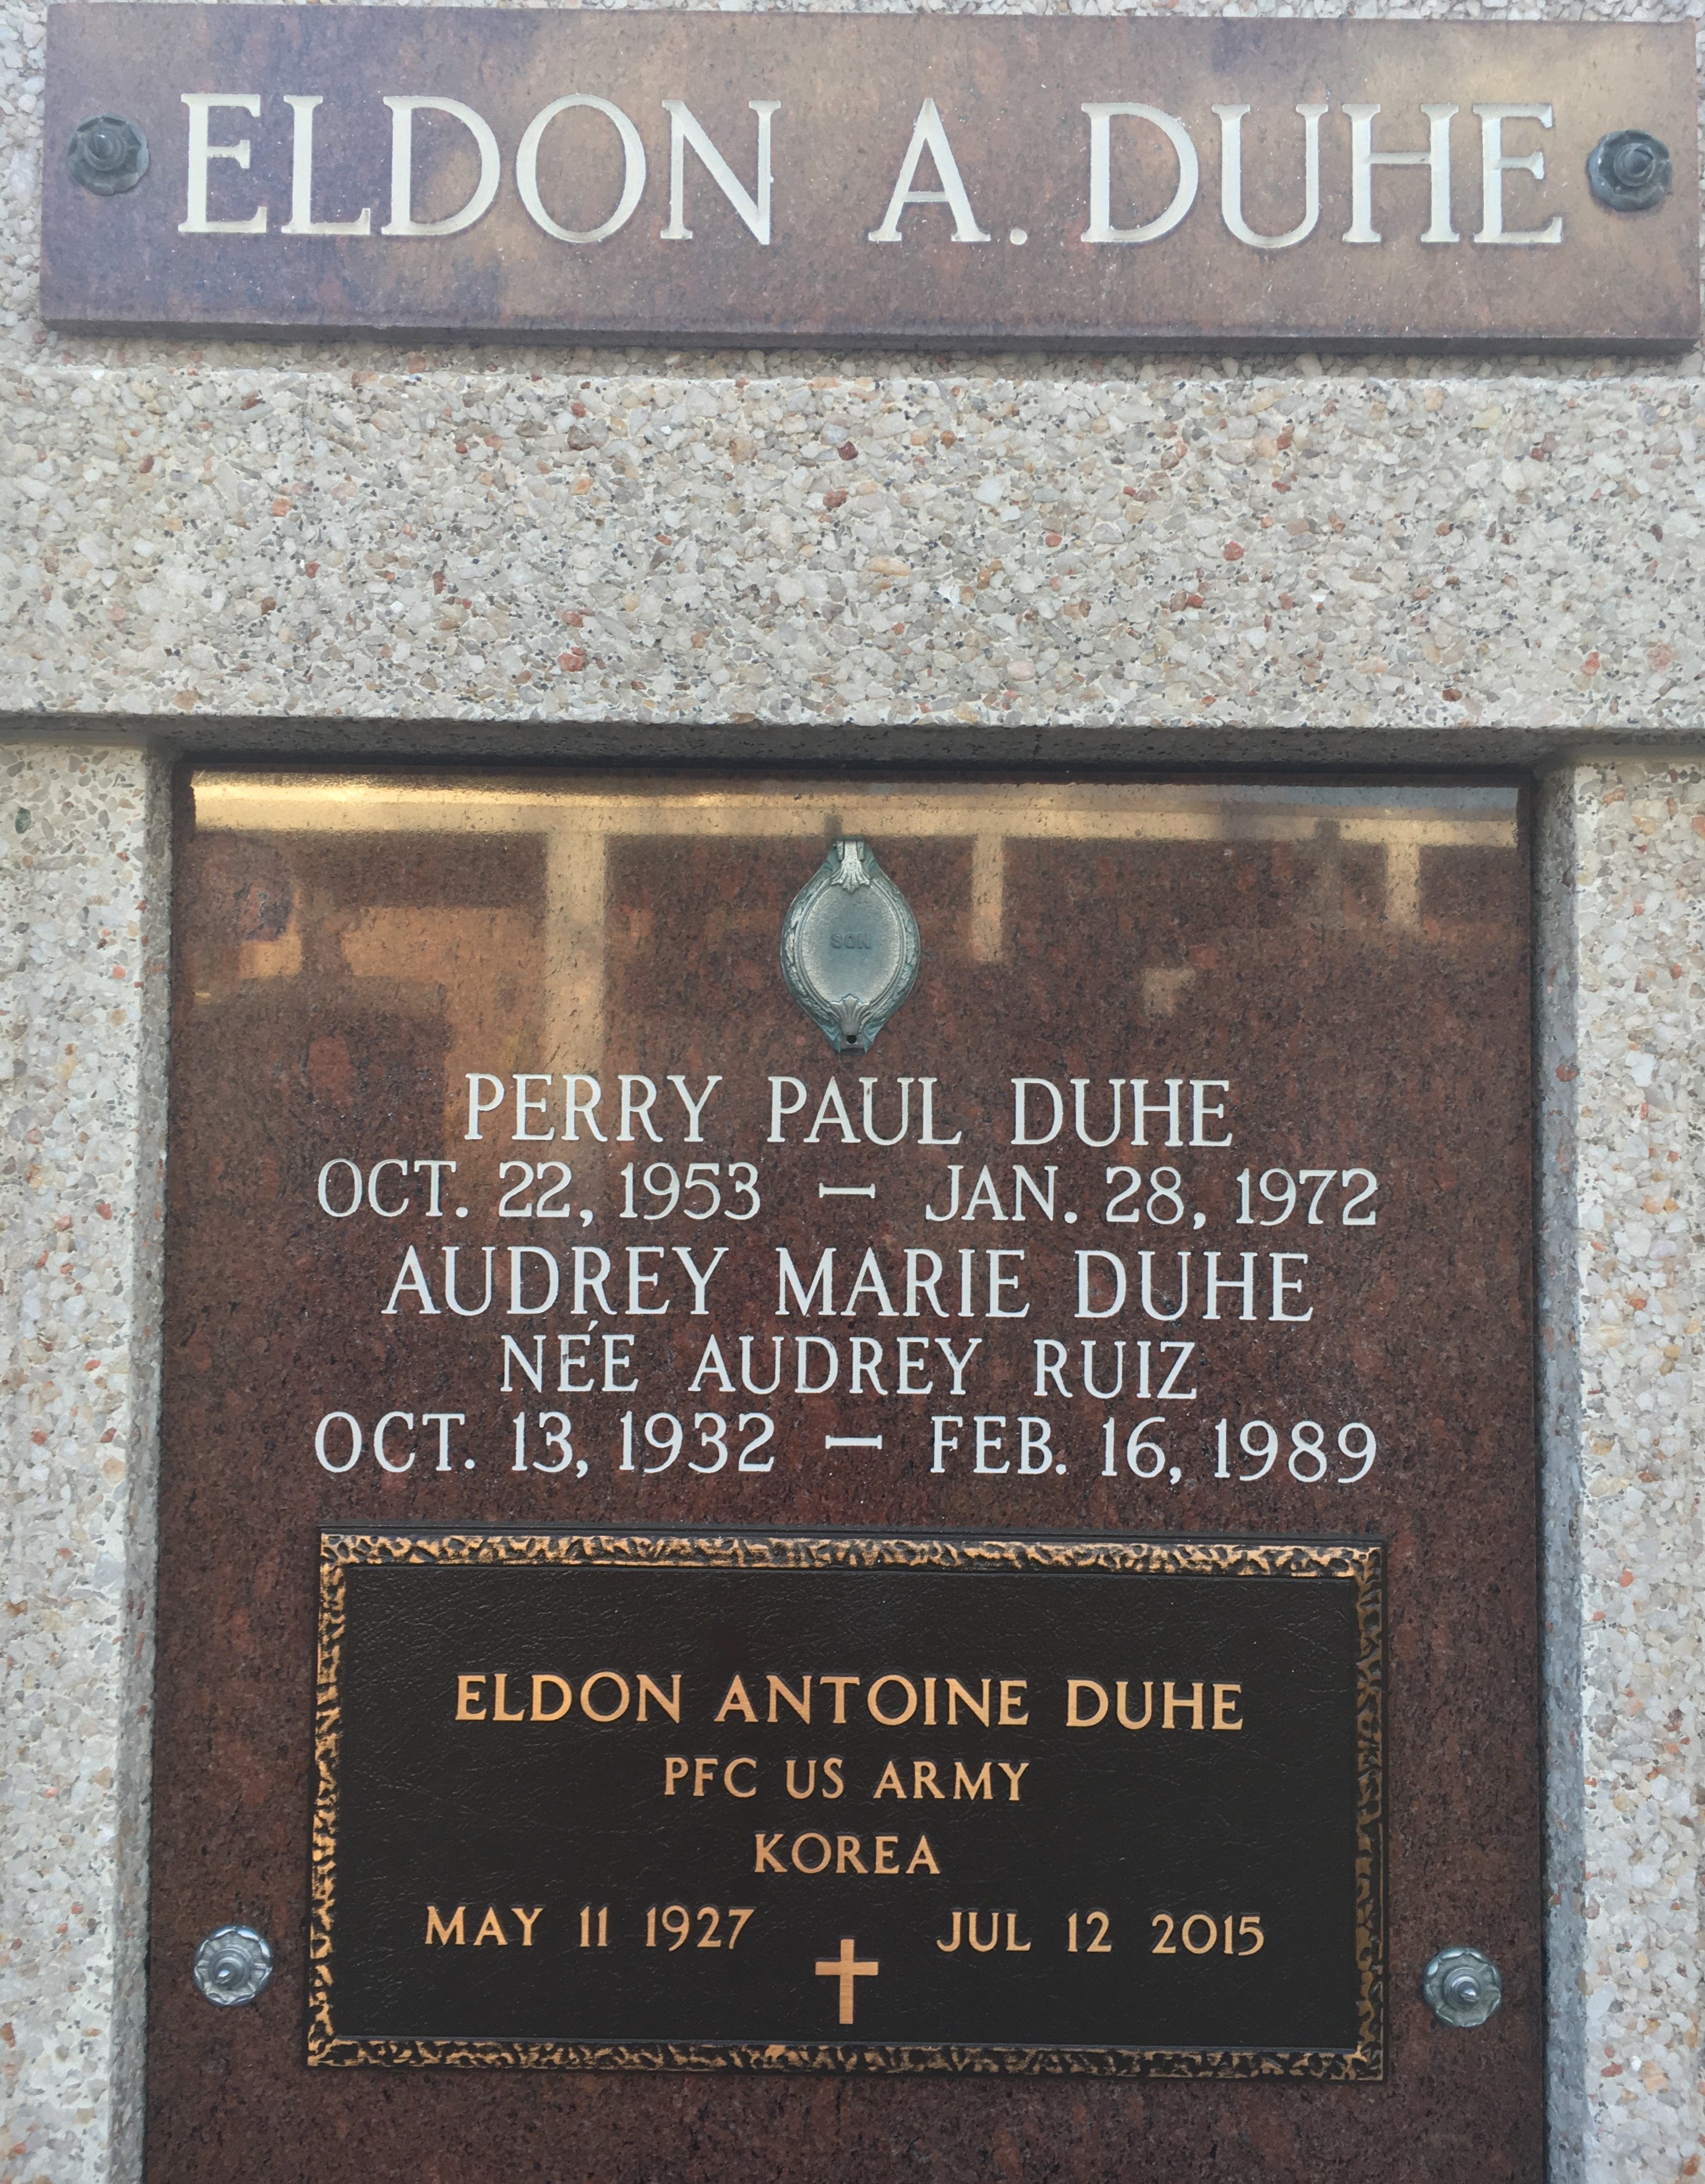 ELDON A. DUHE
SON
PERRY PAUL DUHE
OCT. 22, 1953 — JAN. 28, 1972
AUDREY MARIE DUHE
NÉE AUDREY RUIZ
OCT. 13, 1932 — FEB. 16, 1989
ELDON ANTOINE DUHE
PFC US ARMY
KOREA
MAY 11 1927 JUL 12 2015